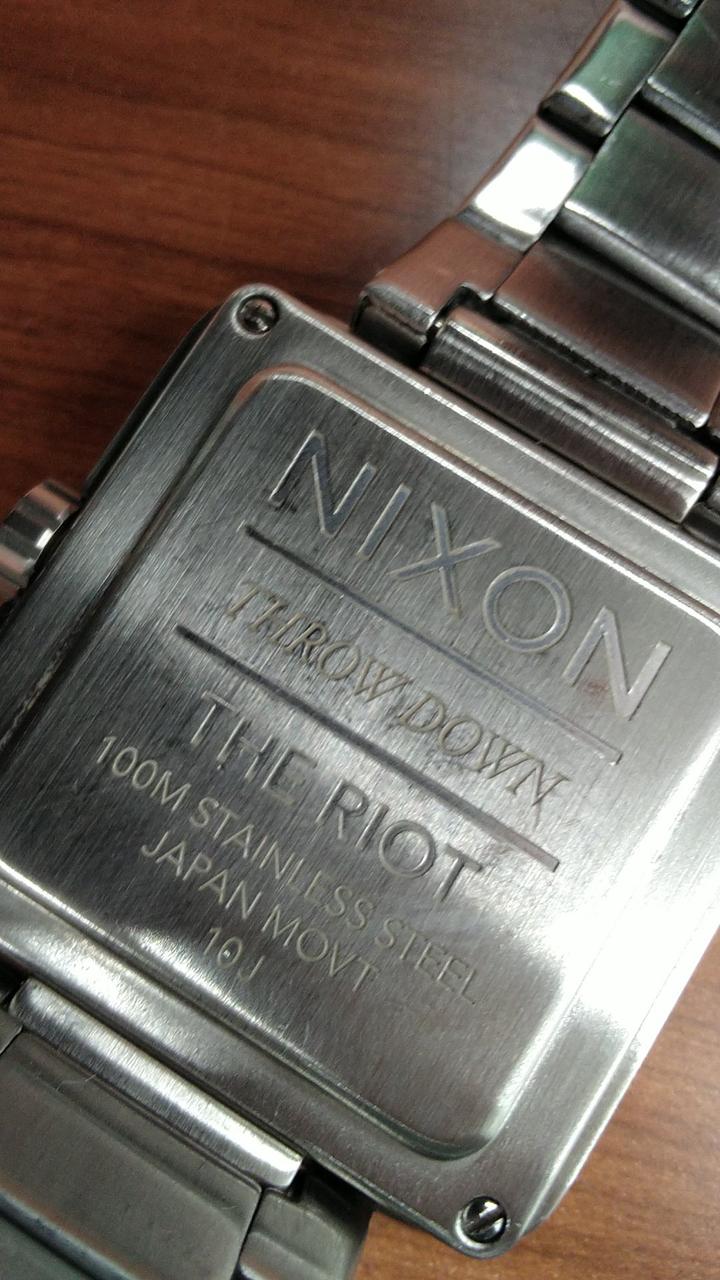 NIXON
THROW DOWN
THE RIOT
100M STAINLESS STEEL
JAPAN MOVT
10J